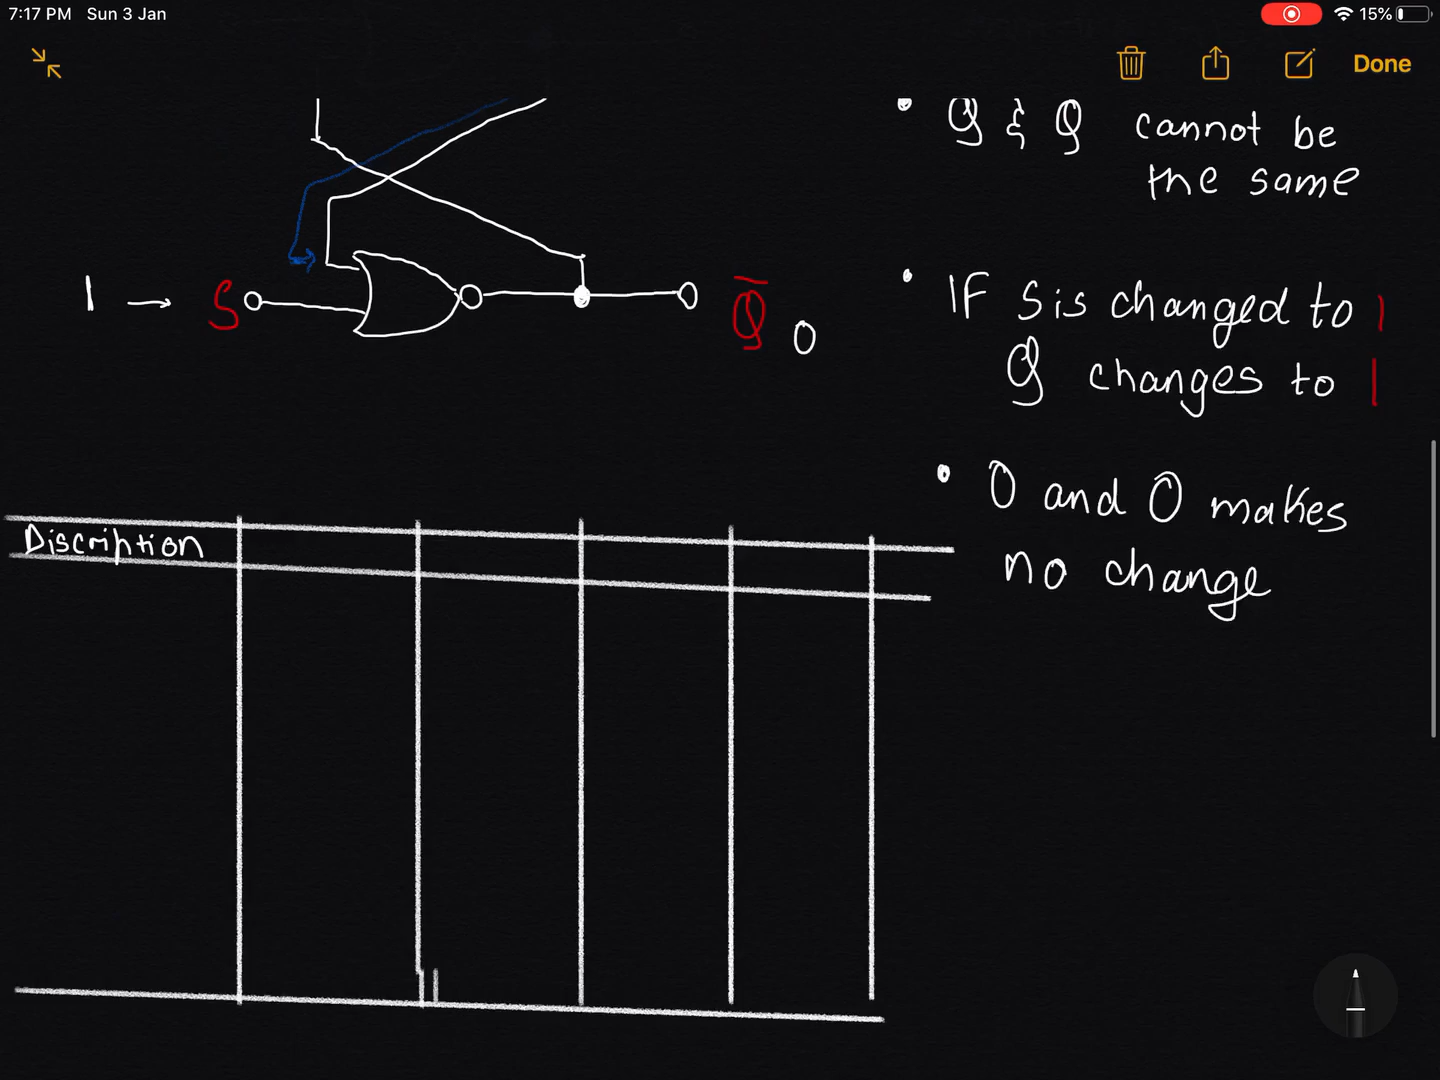 7:17 PM Sun 3 Jan
15%
Done
• Q & Q cannot be
the same
1 → S
Q̅ 0
• IF S is changed to 1
Q changes to 1
• 0 and 0 makes
no change
Discription